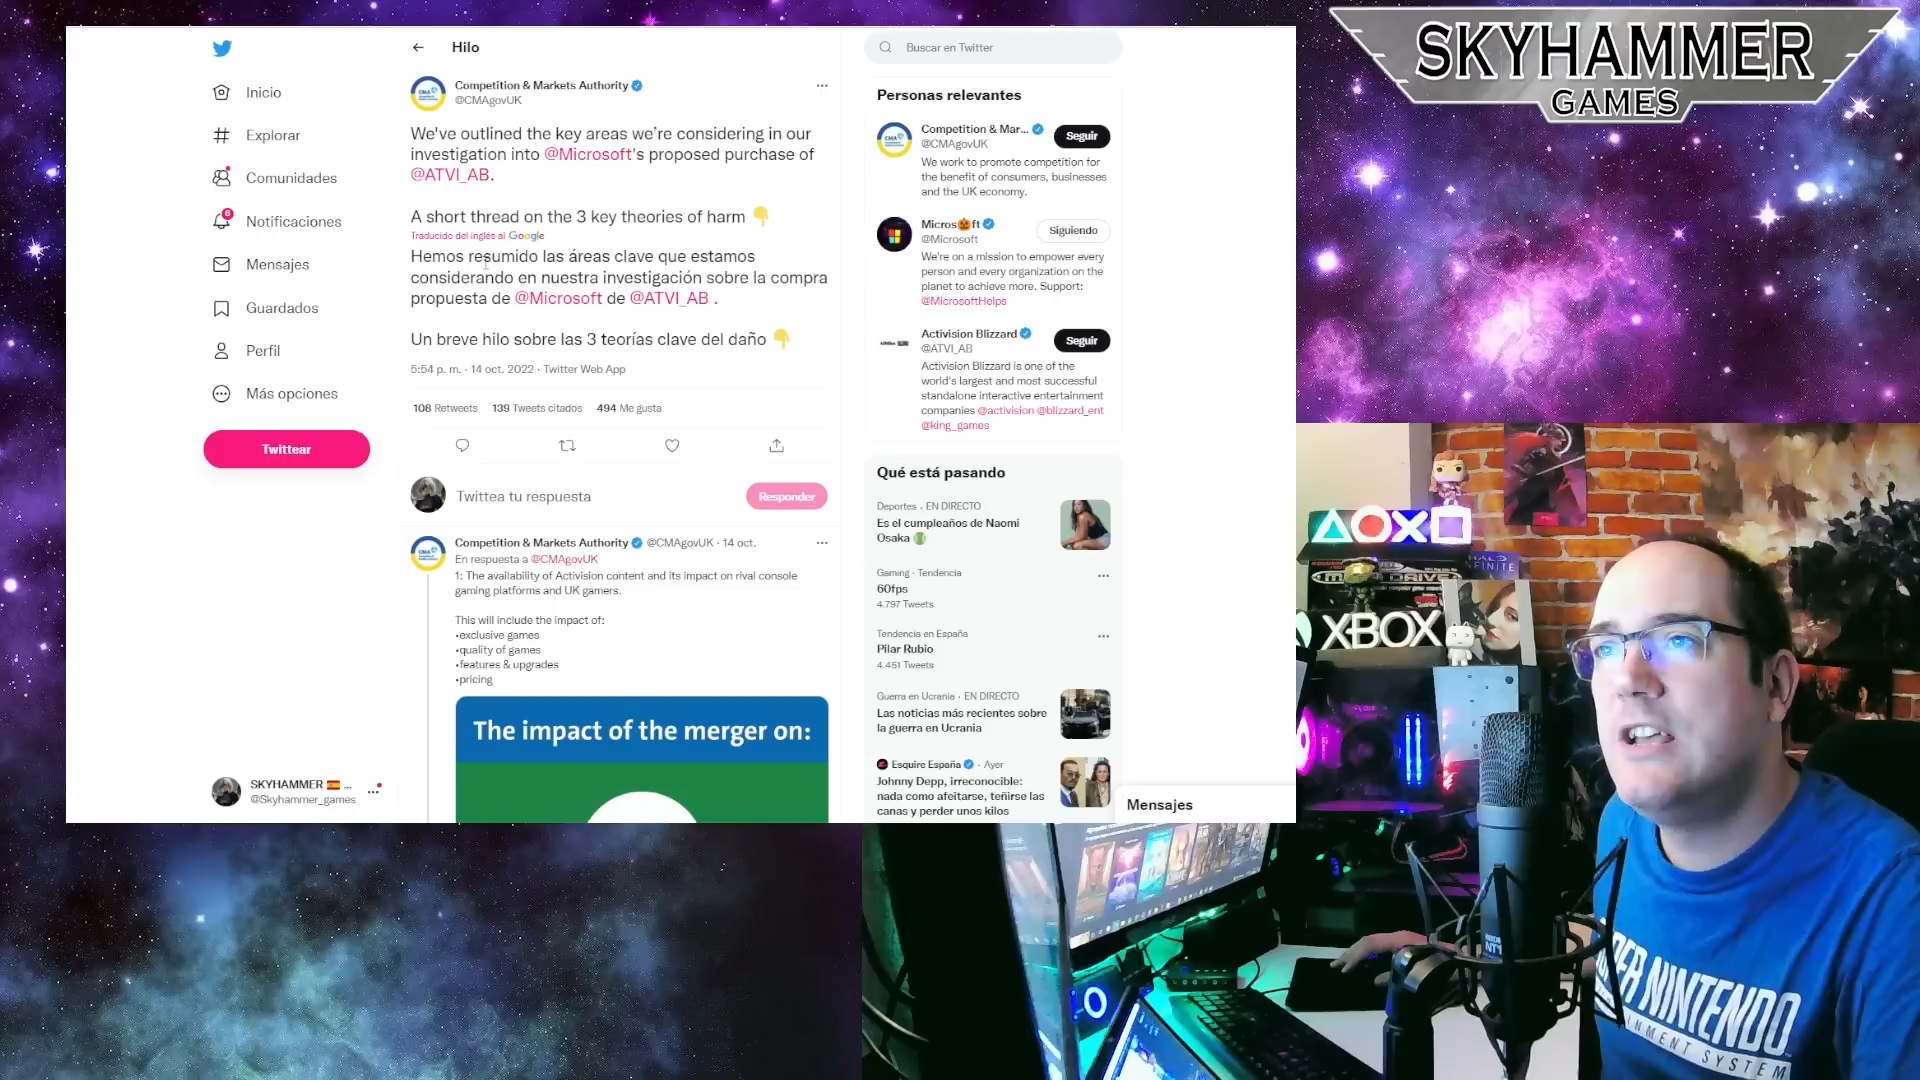 SKYHAMMER
GAMES
Inicio
Explorar
Comunidades
6
Notificaciones
Mensajes
Guardados
Perfil
Más opciones
Twittear
SKYHAMMER 🇪🇸 ...
@Skyhammer_games
Hilo
Competition & Markets Authority
@CMAgovUK
We've outlined the key areas we're considering in our
investigation into @Microsoft's proposed purchase of
@ATVI_AB.
A short thread on the 3 key theories of harm 👇
Traducido del inglés al Google
Hemos resumido las áreas clave que estamos
considerando en nuestra investigación sobre la compra
propuesta de @Microsoft de @ATVI_AB .
Un breve hilo sobre las 3 teorías clave del daño 👇
5:54 p. m. · 14 oct. 2022 · Twitter Web App
108 Retweets 139 Tweets citados 494 Me gusta
Twittea tu respuesta
Responder
Competition & Markets Authority @CMAgovUK · 14 oct.
En respuesta a @CMAgovUK
1: The availability of Activision content and its impact on rival console
gaming platforms and UK gamers.
This will include the impact of:
•exclusive games
•quality of games
•features & upgrades
•pricing
The impact of the merger on:
Buscar en Twitter
Personas relevantes
Competition & Mar...
@CMAgovUK
Seguir
We work to promote competition for
the benefit of consumers, businesses
and the UK economy.
Micros🎃ft
@Microsoft
Siguiendo
We're on a mission to empower every
person and every organization on the
planet to achieve more. Support:
@MicrosoftHelps
Activision Blizzard
@ATVI_AB
Seguir
Activision Blizzard is one of the
world's largest and most successful
standalone interactive entertainment
companies @activision @blizzard_ent
@king_games
Qué está pasando
Deportes · EN DIRECTO
Es el cumpleaños de Naomi
Osaka 🎾
Gaming · Tendencia
60fps
4.797 Tweets
Tendencia en España
Pilar Rubio
4.451 Tweets
Guerra en Ucrania · EN DIRECTO
Las noticias más recientes sobre
la guerra en Ucrania
Esquire España · Ayer
Johnny Depp, irreconocible:
nada como afeitarse, teñirse las
canas y perder unos kilos
Mensajes
HALO
INFINITE
MEGA DRIVE
XBOX
NT1
PER NINTENDO
INMENT SYSTEM